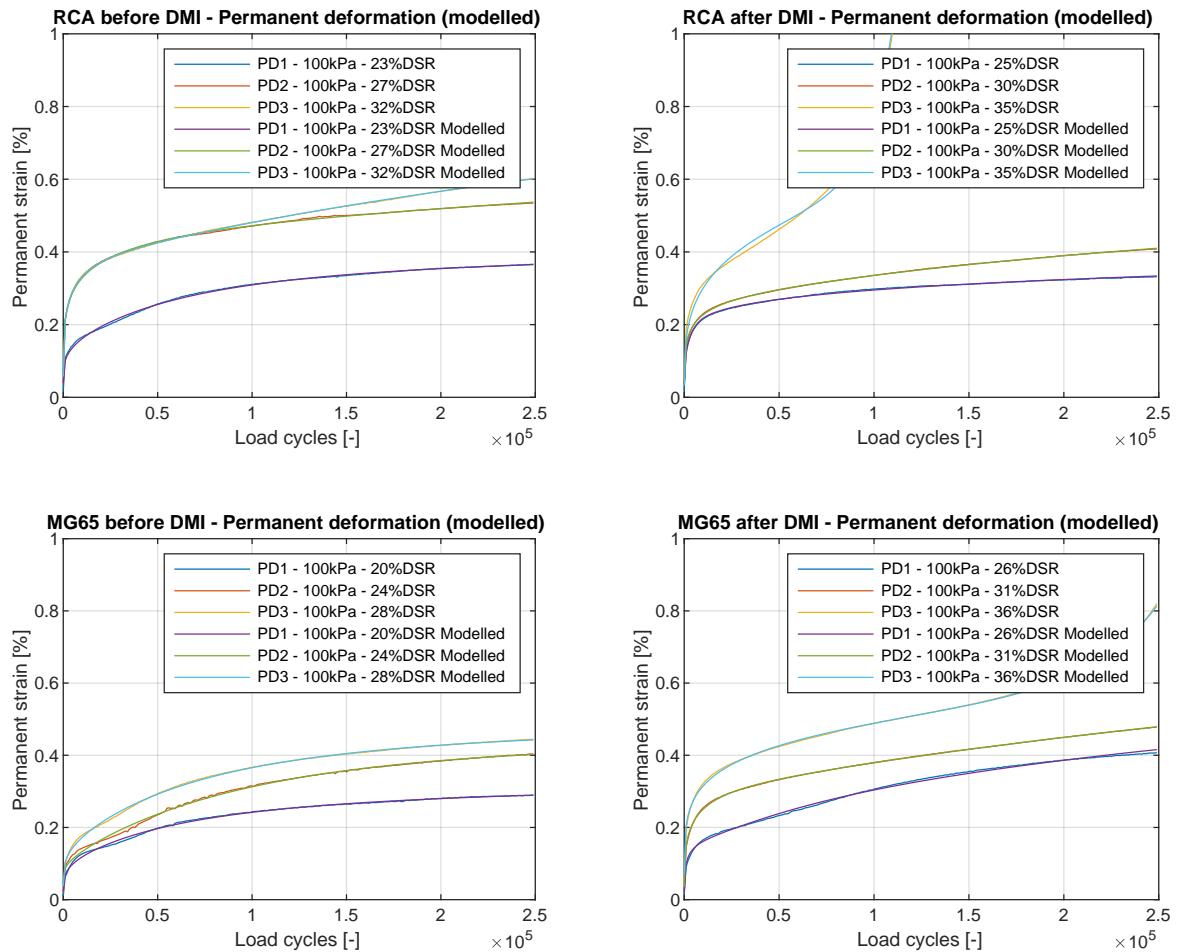 RCA before DMI - Permanent deformation (modelled)
1
0.8
0.6
0.4
0.2
0
Permanent strain [%]
PD1 - 100kPa - 23%DSR
PD2 - 100kPa - 27%DSR
PD3 - 100kPa - 32%DSR
PD1 - 100kPa - 23%DSR Modelled
PD2 - 100kPa - 27%DSR Modelled
PD3 - 100kPa - 32%DSR Modelled
0 0.5 1 1.5 2 2.5
Load cycles [-]
× 10^5
RCA after DMI - Permanent deformation (modelled)
1
0.8
0.6
0.4
0.2
0
Permanent strain [%]
PD1 - 100kPa - 25%DSR
PD2 - 100kPa - 30%DSR
PD3 - 100kPa - 35%DSR
PD1 - 100kPa - 25%DSR Modelled
PD2 - 100kPa - 30%DSR Modelled
PD3 - 100kPa - 35%DSR Modelled
0 0.5 1 1.5 2 2.5
Load cycles [-]
× 10^5
MG65 before DMI - Permanent deformation (modelled)
1
0.8
0.6
0.4
0.2
0
Permanent strain [%]
PD1 - 100kPa - 20%DSR
PD2 - 100kPa - 24%DSR
PD3 - 100kPa - 28%DSR
PD1 - 100kPa - 20%DSR Modelled
PD2 - 100kPa - 24%DSR Modelled
PD3 - 100kPa - 28%DSR Modelled
0 0.5 1 1.5 2 2.5
Load cycles [-]
× 10^5
MG65 after DMI - Permanent deformation (modelled)
1
0.8
0.6
0.4
0.2
0
Permanent strain [%]
PD1 - 100kPa - 26%DSR
PD2 - 100kPa - 31%DSR
PD3 - 100kPa - 36%DSR
PD1 - 100kPa - 26%DSR Modelled
PD2 - 100kPa - 31%DSR Modelled
PD3 - 100kPa - 36%DSR Modelled
0 0.5 1 1.5 2 2.5
Load cycles [-]
× 10^5